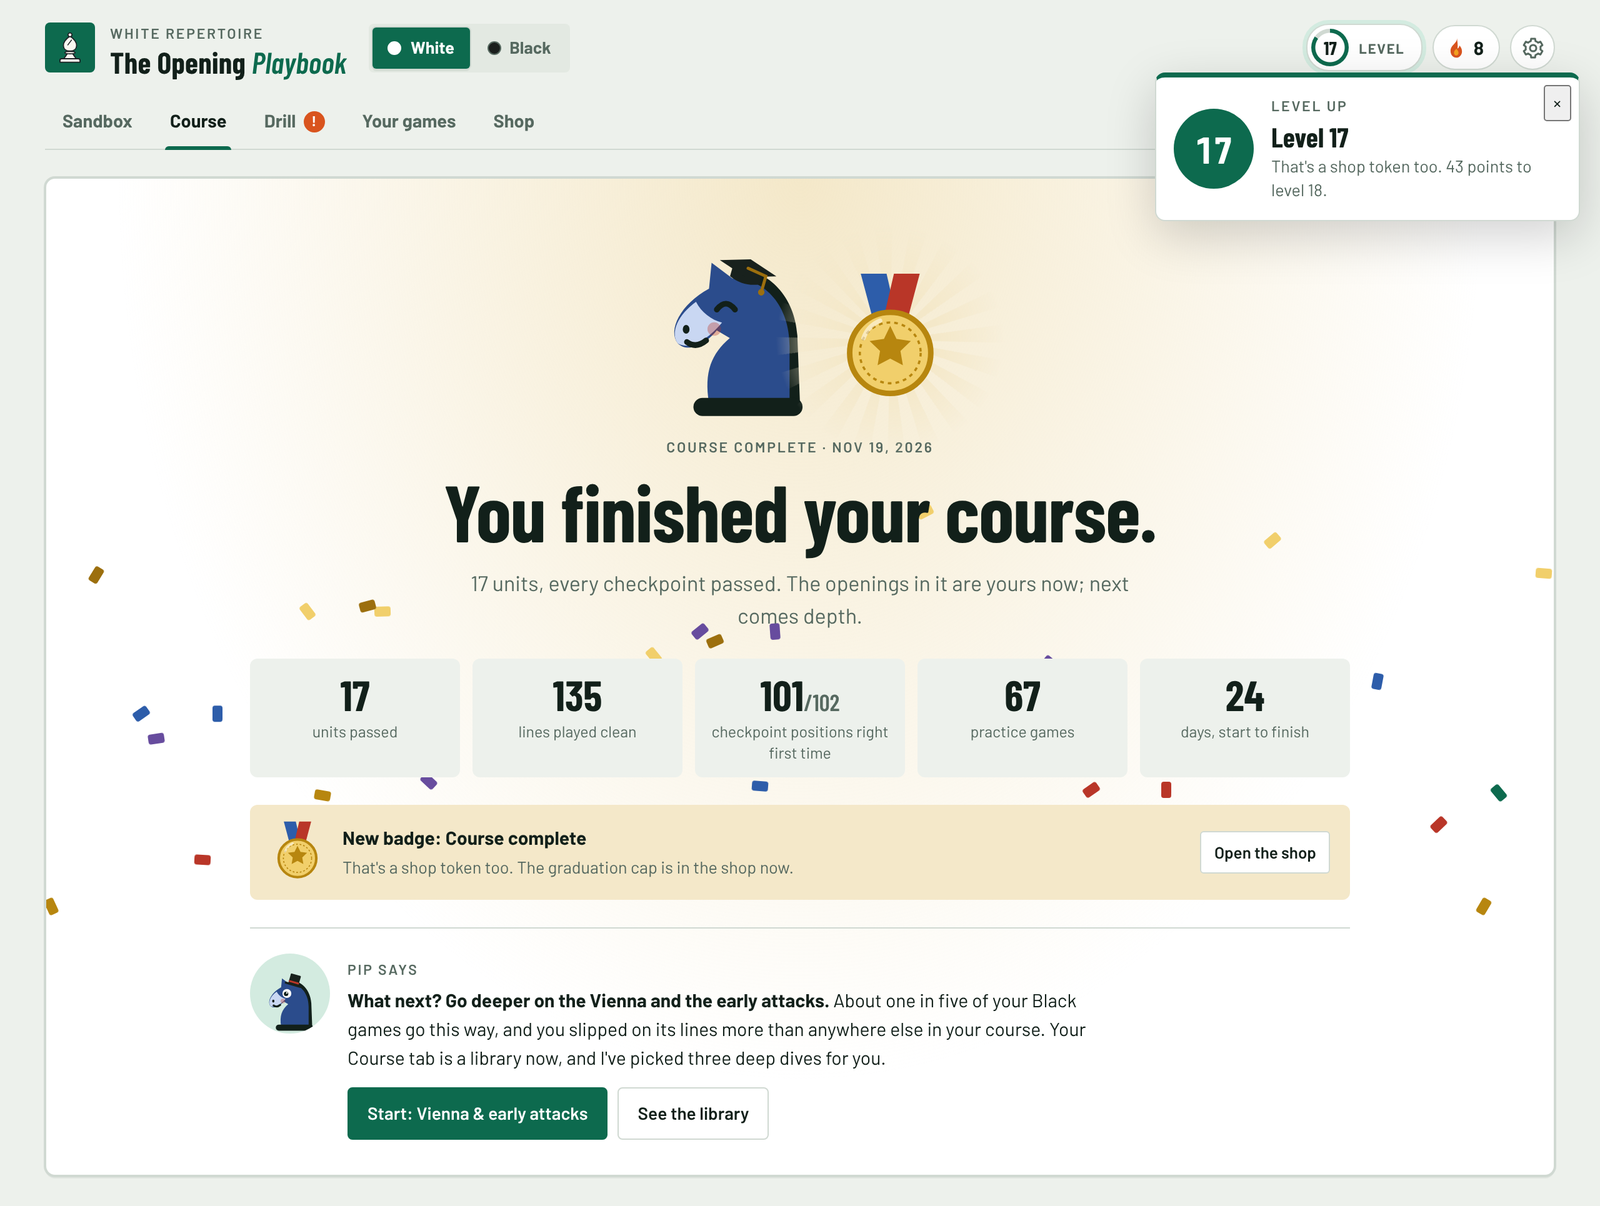 WHITE REPERTOIRE
The Opening Playbook
White
Black
17
LEVEL
8
Sandbox
Course
Drill
!
Your games
Shop
17
LEVEL UP
Level 17
That's a shop token too. 43 points to
level 18.
×
COURSE COMPLETE · NOV 19, 2026
You finished your course.
17 units, every checkpoint passed. The openings in it are yours now; next
comes depth.
17
units passed
135
lines played clean
101/102
checkpoint positions right
first time
67
practice games
24
days, start to finish
New badge: Course complete
That's a shop token too. The graduation cap is in the shop now.
Open the shop
PIP SAYS
What next? Go deeper on the Vienna and the early attacks. About one in five of your Black
games go this way, and you slipped on its lines more than anywhere else in your course. Your
Course tab is a library now, and I've picked three deep dives for you.
Start: Vienna & early attacks
See the library